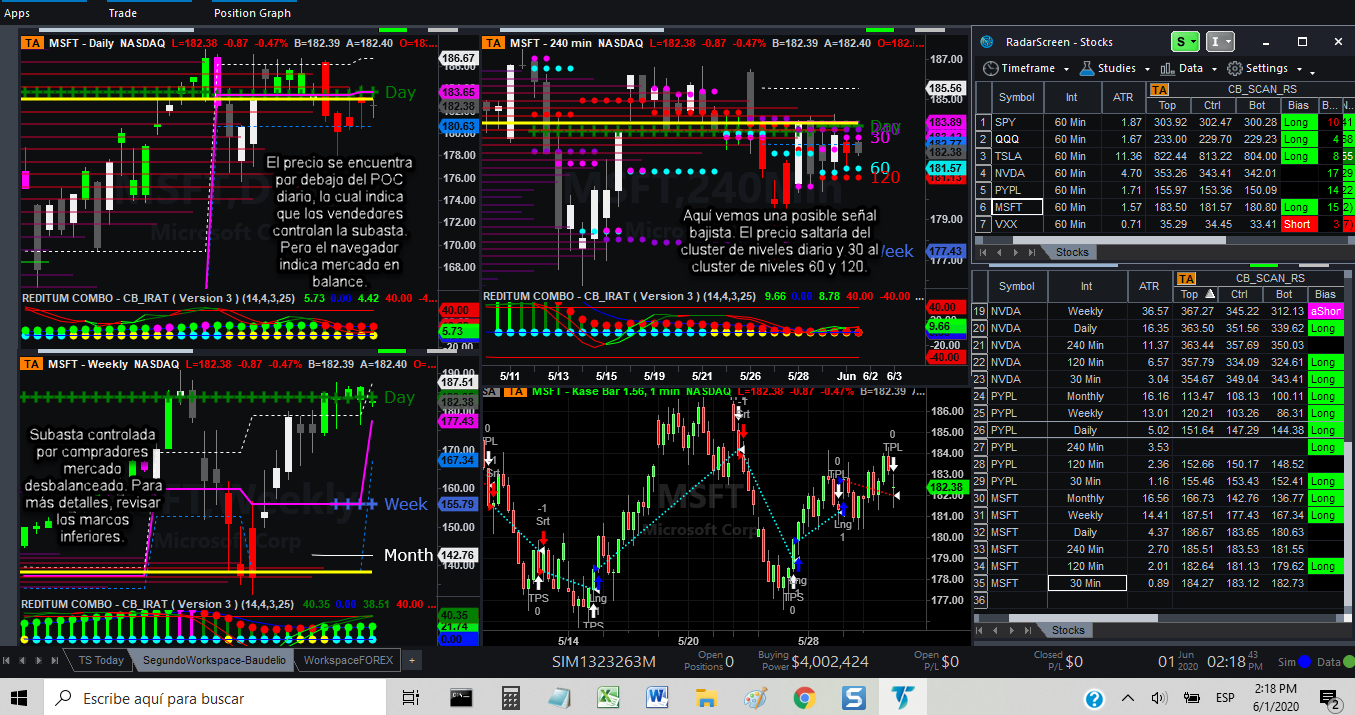 Apps Trade Position Graph
TA MSFT - Daily NASDAQ L=182.38 -0.87 -0.47% B=182.39 A=182.40 O=18...
186.67
183.65
182.38
180.63
178.00
176.00
174.00
172.00
170.00
168.00
Day
El precio se encuentra
por debajo del POC
diario, lo cual indica
que los vendedores
controlan la subasta.
Pero el navegador
indica mercado en
balance.
REDITUM COMBO - CB_IRAT ( Version 3 ) (14,4,3,25) 5.73 0.00 4.42 40.00 -4...
40.00
5.73
-20.00
TA MSFT - 240 min NASDAQ L=182.38 -0.87 -0.47% B=182.39 A=182.40 O=182....
187.00
185.56
185.00
183.89
182.38
181.57
179.00
177.43
177.00
Day
30
60
120
Week
MSFT,240Min
Microsoft Corp
Aquí vemos una posible señal
bajista. El precio saltaría del
cluster de niveles diario y 30 al
cluster de niveles 60 y 120.
REDITUM COMBO - CB_IRAT ( Version 3 ) (14,3,25) 9.66 0.00 8.78 40.00 -40.00 ...
40.00
9.66
-20.00
-40.00
5/11 5/13 5/15 5/19 5/21 5/26 5/28 Jun 6/2 6/3
TA MSFT - Weekly NASDAQ L=182.38 -0.87 -0.47% B=182.39 A=182.40 O=...
190.00
187.51
182.38
180.00
177.43
170.00
167.34
160.00
155.79
150.00
142.76
140.00
Day
Week
Month
Subasta controlada
por compradores
mercado
desbalanceado. Para
más detalles, revisar
los marcos
inferiores.
REDITUM COMBO - CB_IRAT ( Version 3 ) (14,4,3,25) 40.35 0.00 38.51 40.00 ...
40.35
21.74
0.00
SA TA MSFT - Kase Bar 1.56, 1 min NASDAQ L=182.38 -0.87 -0.47% B=182.39 7...
186.00
185.00
184.00
183.00
182.38
181.00
180.00
179.00
178.00
177.00
MSFT
Microsoft Corp
-1
Srt
TPS
0
Lng
1
TPS
-1
Srt
Lng
TPS
0
0
TPL
Lng
1
0
TPL
5/14 5/20 5/28
RadarScreen - Stocks S I
Timeframe Studies Data Settings
TA CB_SCAN_RS
Symbol Int ATR Top Ctrl Bot Bias B...
1 SPY 60 Min 1.87 303.92 302.47 300.28 Long 10
2 QQQ 60 Min 1.67 233.00 229.70 229.23 Long 4
3 TSLA 60 Min 11.36 822.44 813.22 804.00 Long 8
4 NVDA 60 Min 4.70 353.26 343.41 342.01 17
5 PYPL 60 Min 1.71 155.97 153.36 150.09 14
6 MSFT 60 Min 1.57 183.50 181.57 180.80 Long 15
7 VXX 60 Min 0.71 35.29 34.45 33.41 Short 3
Stocks
TA CB_SCAN_RS
Symbol Int ATR Top Ctrl Bot Bias
19 NVDA Weekly 36.57 367.27 345.22 312.13 aShor
20 NVDA Daily 16.35 363.50 351.56 339.62 Long
21 NVDA 240 Min 11.37 363.44 357.69 350.03
22 NVDA 120 Min 6.57 357.79 334.09 324.61 Long
23 NVDA 30 Min 3.04 354.67 349.04 343.41 Long
24 PYPL Monthly 16.16 113.47 108.13 100.11 Long
25 PYPL Weekly 13.01 120.21 103.26 86.31 Long
26 PYPL Daily 5.02 151.64 147.29 144.38 Long
27 PYPL 240 Min 3.53
28 PYPL 120 Min 2.36 152.66 150.17 148.52
29 PYPL 30 Min 1.16 155.46 153.43 152.41 Long
30 MSFT Monthly 16.56 166.73 142.76 136.77 Long
31 MSFT Weekly 14.41 187.51 177.43 167.34 Long
32 MSFT Daily 4.37 186.67 183.65 180.63
33 MSFT 240 Min 2.70 185.51 183.53 181.55
34 MSFT 120 Min 2.01 182.64 181.13 179.62 Long
35 MSFT 30 Min 0.89 184.27 183.12 182.73
36
Stocks
TS Today SegundoWorkspace-Baudelio WorkspaceFOREX +
SIM1323263M Open Positions 0 Buying Power $4,002,424 Open P/L $0 Closed P/L $0 01 Jun 2020 02:18 43 PM Sim Data
Escribe aquí para buscar
ESP
2:18 PM
6/1/2020
2